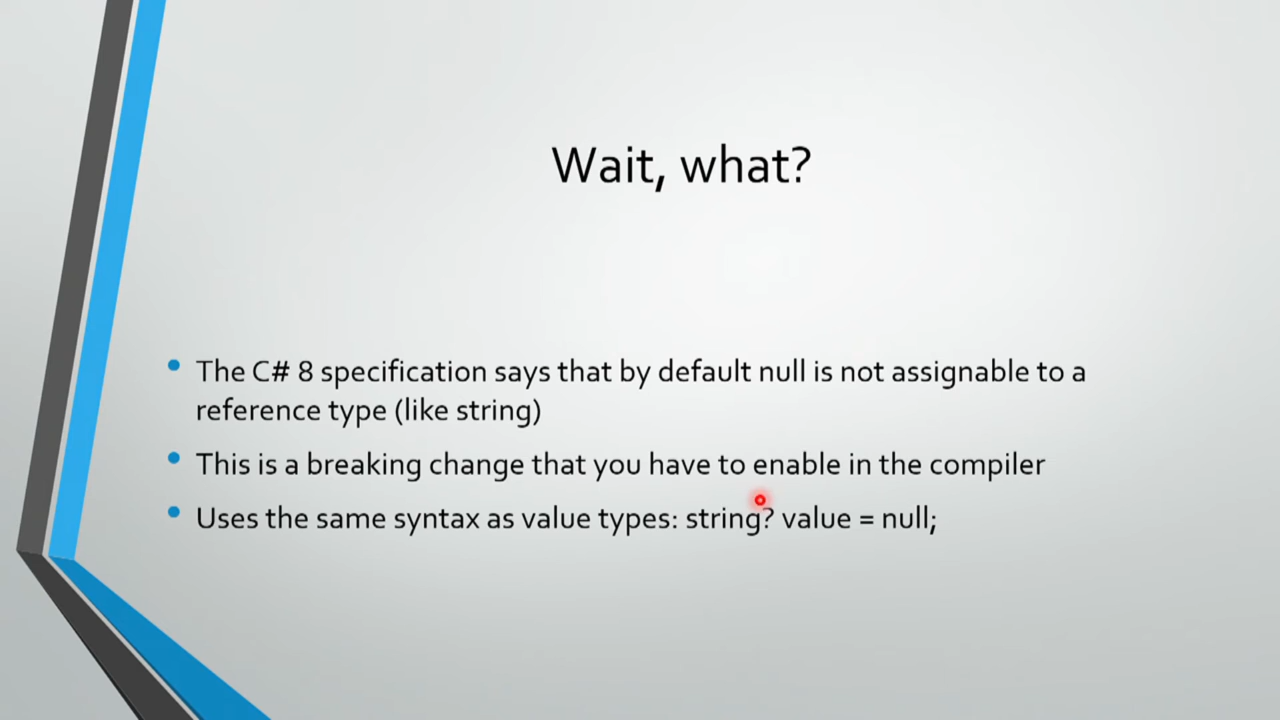 Wait, what?
The C# 8 specification says that by default null is not assignable to a
reference type (like string)
This is a breaking change that you have to enable in the compiler
Uses the same syntax as value types: string? value = null;